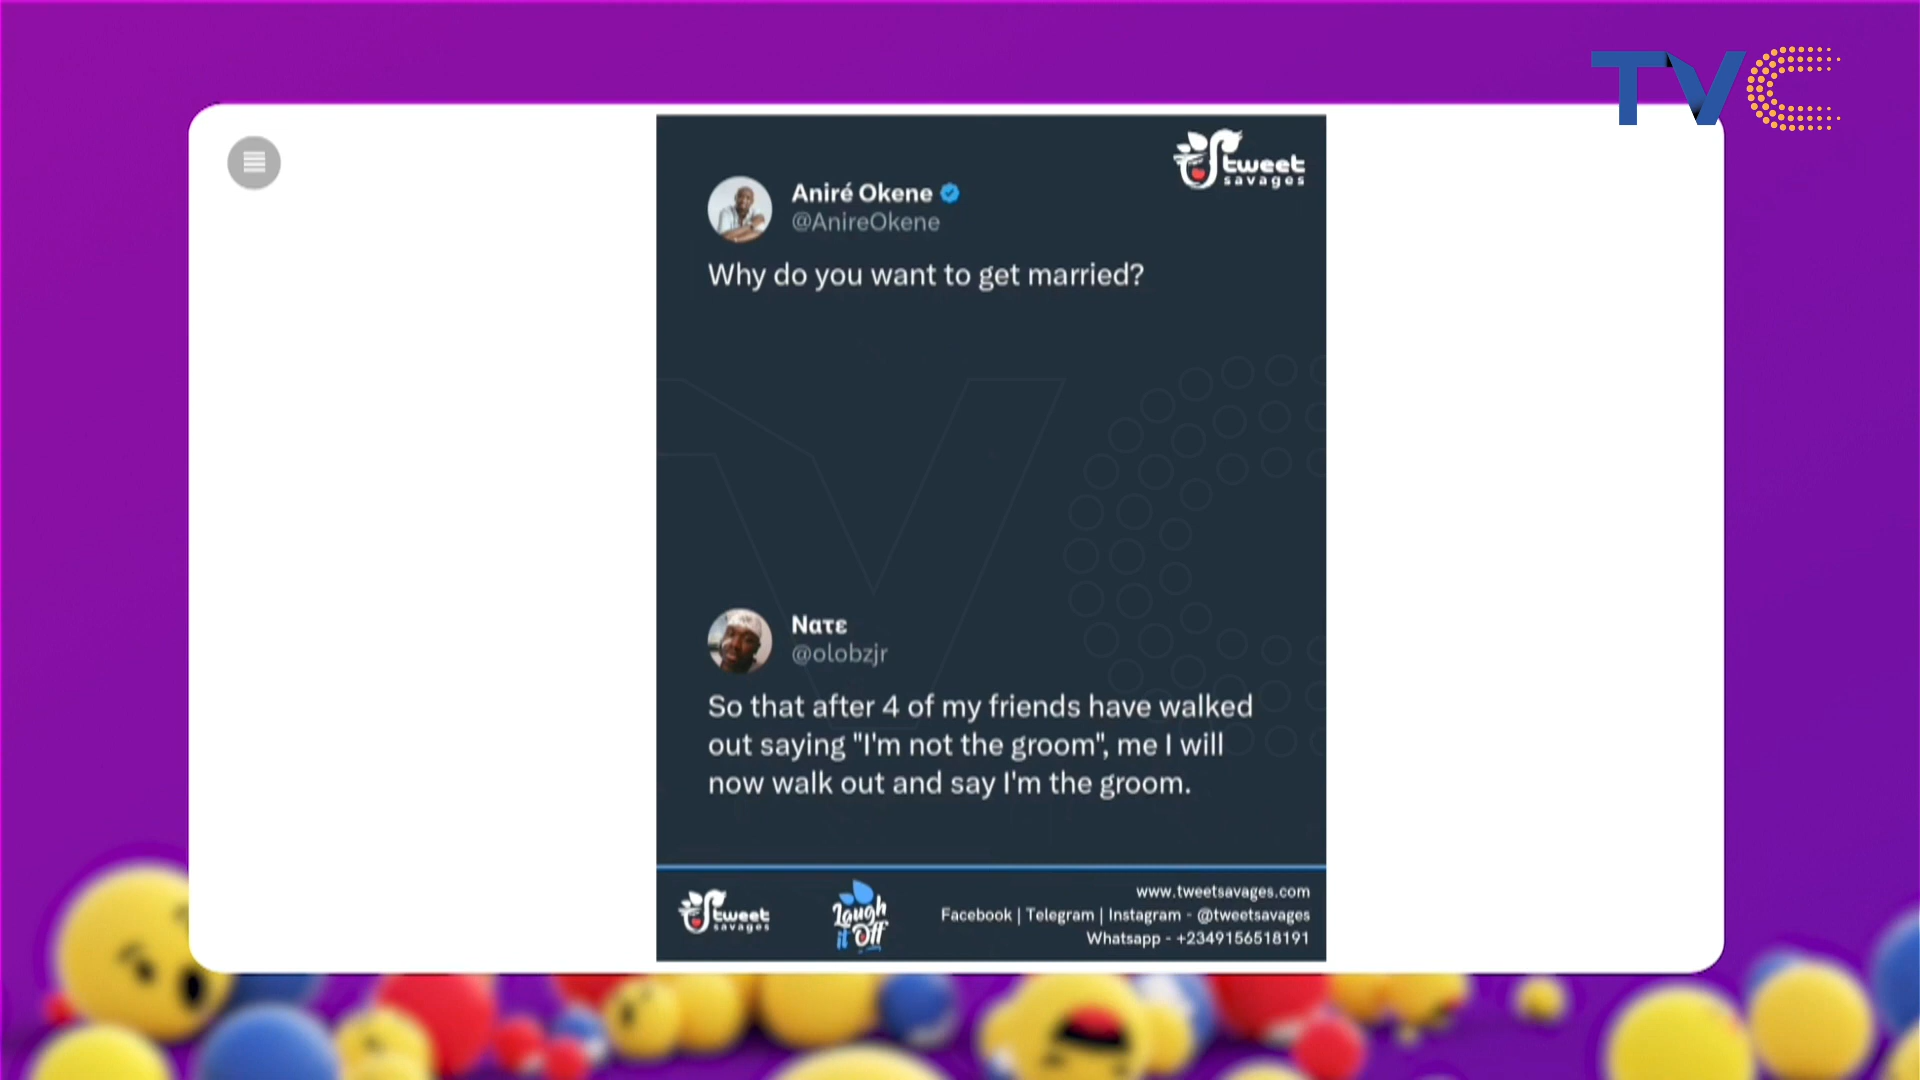 TVC
tweet
savages
Aniré Okene
@AnireOkene
Why do you want to get married?
Νατε
@olobzjr
So that after 4 of my friends have walked
out saying "I'm not the groom", me I will
now walk out and say I'm the groom.
tweet
savages
Laugh
it Off
www.tweetsavages.com
Facebook | Telegram | Instagram - @tweetsavages
Whatsapp - +2349156518191